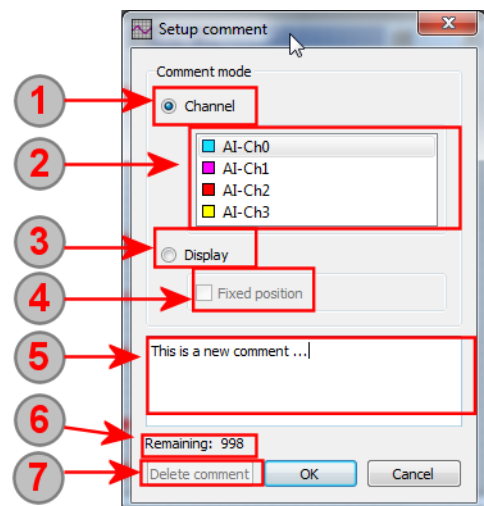 Setup comment
Comment mode
1
Channel
2
AI-Ch0
AI-Ch1
AI-Ch2
AI-Ch3
3
Display
4
Fixed position
5
This is a new comment ...
6
Remaining: 998
7
Delete comment OK Cancel